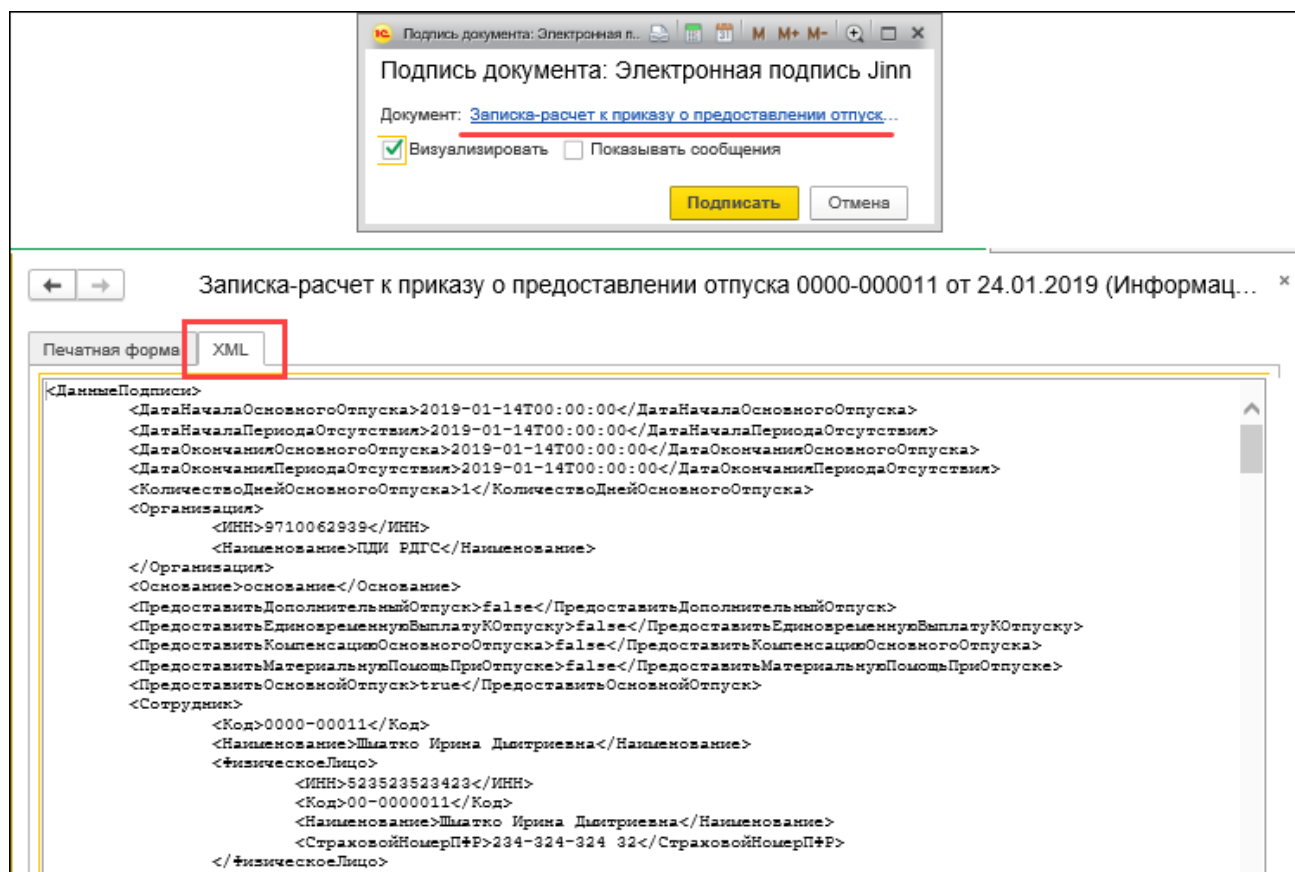 1С Подпись документа: Электронная п.. M M+ M-
Подпись документа: Электронная подпись Jinn
Документ: Записка-расчет к приказу о предоставлении отпуск...
Визуализировать Показывать сообщения
Подписать Отмена
Записка-расчет к приказу о предоставлении отпуска 0000-000011 от 24.01.2019 (Информац...
Печатная форма XML
<ДанныеПодписи>
<ДатаНачалаОсновногоОтпуска>2019-01-14T00:00:00</ДатаНачалаОсновногоОтпуска>
<ДатаНачалаПериодаОтсутствия>2019-01-14T00:00:00</ДатаНачалаПериодаОтсутствия>
<ДатаОкончанияОсновногоОтпуска>2019-01-14T00:00:00</ДатаОкончанияОсновногоОтпуска>
<ДатаОкончанияПериодаОтсутствия>2019-01-14T00:00:00</ДатаОкончанияПериодаОтсутствия>
<КоличествоДнейОсновногоОтпуска>1</КоличествоДнейОсновногоОтпуска>
<Организация>
<ИНН>9710062939</ИНН>
<Наименование>ПДИ РДГС</Наименование>
</Организация>
<Основание>основание</Основание>
<ПредоставитьДополнительныйОтпуск>false</ПредоставитьДополнительныйОтпуск>
<ПредоставитьЕдиновременнуюВыплатуКОтпуску>false</ПредоставитьЕдиновременнуюВыплатуКОтпуску>
<ПредоставитьКомпенсациюОсновногоОтпуска>false</ПредоставитьКомпенсациюОсновногоОтпуска>
<ПредоставитьМатериальнуюПомощьПриОтпуске>false</ПредоставитьМатериальнуюПомощьПриОтпуске>
<ПредоставитьОсновнойОтпуск>true</ПредоставитьОсновнойОтпуск>
<Сотрудник>
<Код>0000-00011</Код>
<Наименование>Шматко Ирина Дмитриевна</Наименование>
<ФизическоеЛицо>
<ИНН>523523523423</ИНН>
<Код>00-0000011</Код>
<Наименование>Шматко Ирина Дмитриевна</Наименование>
<СтраховойНомерПФР>234-324-324 32</СтраховойНомерПФР>
</ФизическоеЛицо>